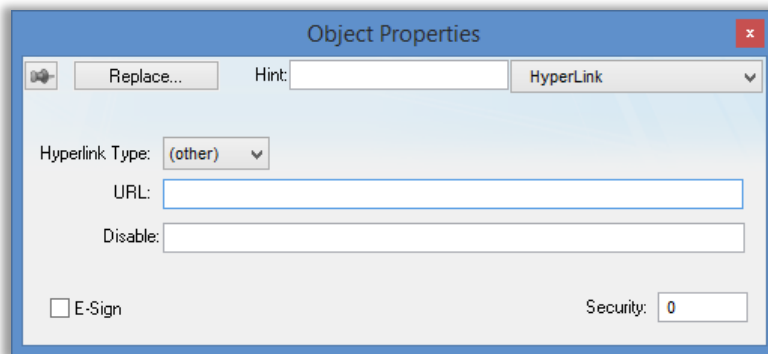 Object Properties
x
Replace... Hint: HyperLink
Hyperlink Type: (other)
URL:
Disable:
E-Sign Security: 0